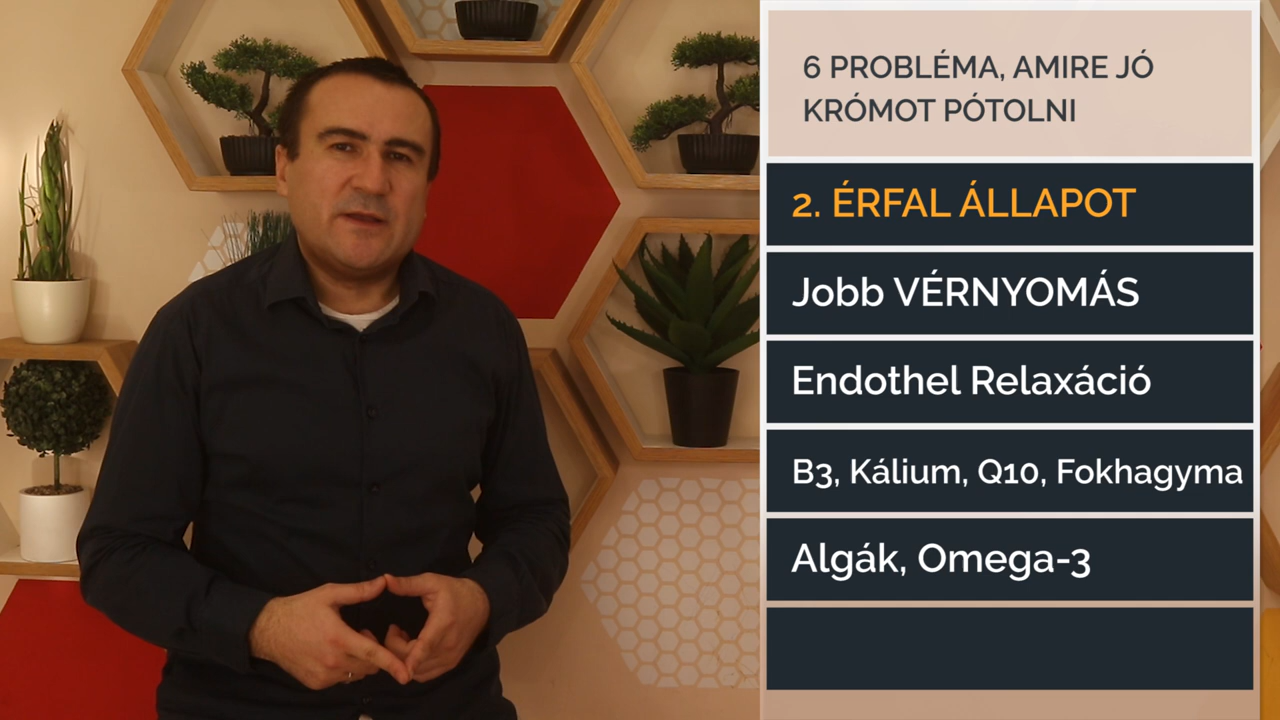 6 PROBLÉMA, AMIRE JÓ
KRÓMOT PÓTOLNI
2. ÉRFAL ÁLLAPOT
Jobb VÉRNYOMÁS
Endothel Relaxáció
B3, Kálium, Q10, Fokhagyma
Algák, Omega-3